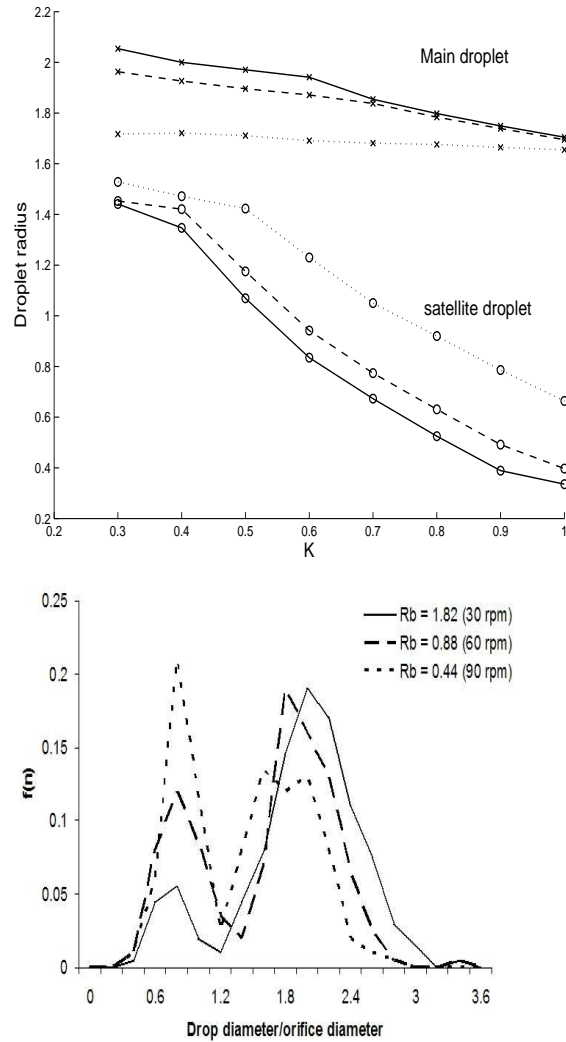 2.2
2
1.8
1.6
1.4
1.2
1
0.8
0.6
0.4
0.2
Droplet radius
Main droplet
satellite droplet
0.2 0.3 0.4 0.5 0.6 0.7 0.8 0.9 1
K
0.25
0.2
0.15
0.1
0.05
0
f(n)
Rb = 1.82 (30 rpm)
Rb = 0.88 (60 rpm)
Rb = 0.44 (90 rpm)
0 0.6 1.2 1.8 2.4 3 3.6
Drop diameter/orifice diameter